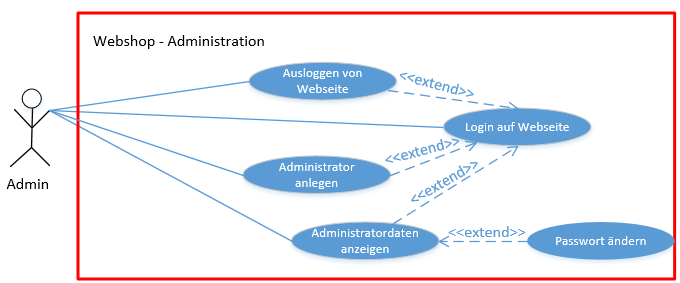 Webshop - Administration
Ausloggen von
Webseite
<<extend>>
Login auf Webseite
<<extend>>
Administrator
anlegen
<<extend>>
Admin
Administratordaten
anzeigen
<<extend>>
Passwort ändern